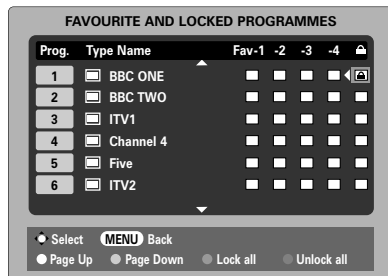 FAVOURITE AND LOCKED PROGRAMMES
Prog. Type Name Fav-1 -2 -3 -4
1 BBC ONE
2 BBC TWO
3 ITV1
4 Channel 4
5 Five
6 ITV2
Select MENU Back
Page Up Page Down Lock all Unlock all